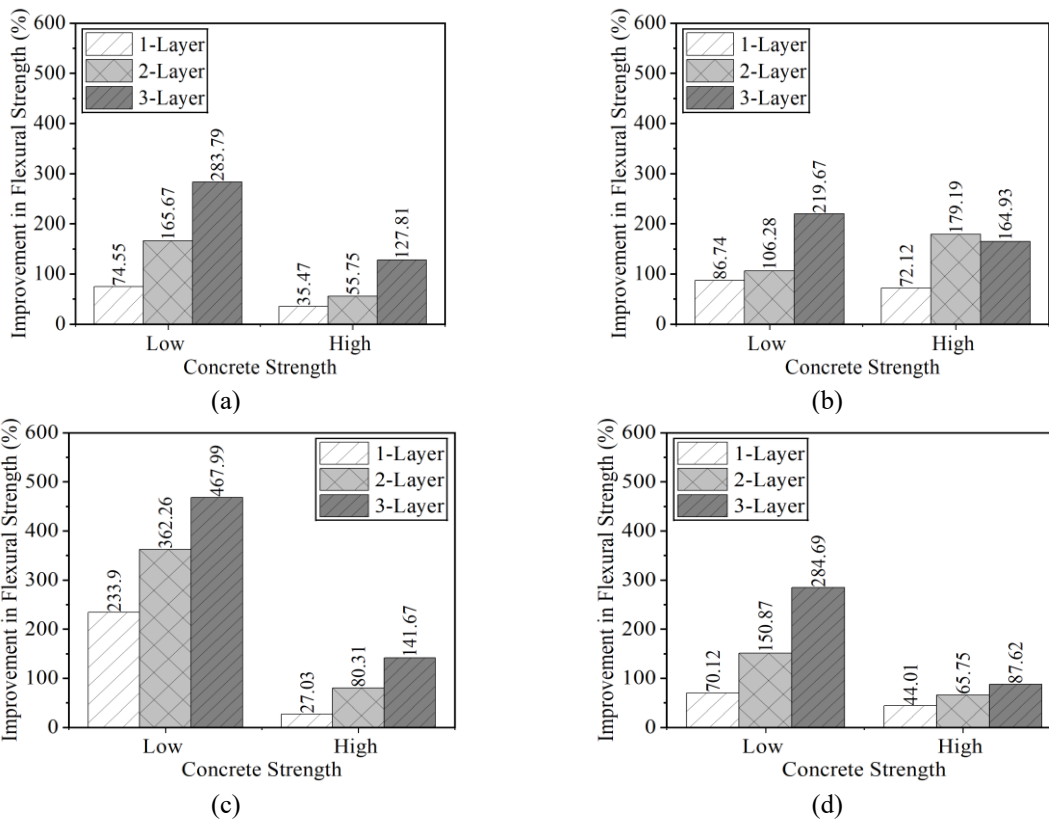 Improvement in Flexural Strength (%)
600
500
400
300
200
100
0
1-Layer
2-Layer
3-Layer
74.55
165.67
283.79
35.47
55.75
127.81
Low
High
Concrete Strength
(a)
Improvement in Flexural Strength (%)
600
500
400
300
200
100
0
1-Layer
2-Layer
3-Layer
86.74
106.28
219.67
72.12
179.19
164.93
Low
High
Concrete Strength
(b)
Improvement in Flexural Strength (%)
600
500
400
300
200
100
0
1-Layer
2-Layer
3-Layer
233.9
362.26
467.99
27.03
80.31
141.67
Low
High
Concrete Strength
(c)
Improvement in Flexural Strength (%)
600
500
400
300
200
100
0
1-Layer
2-Layer
3-Layer
70.12
150.87
284.69
44.01
65.75
87.62
Low
High
Concrete Strength
(d)